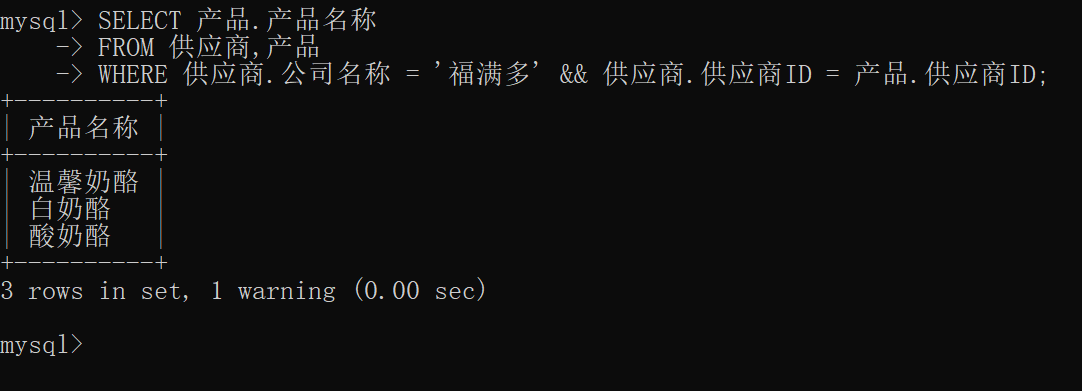 mysql> SELECT 产品.产品名称
    -> FROM 供应商,产品
    -> WHERE 供应商.公司名称 = '福满多' && 供应商.供应商ID = 产品.供应商ID;
+----------+
| 产品名称 |
+----------+
| 温馨奶酪 |
| 白奶酪   |
| 酸奶酪   |
+----------+
3 rows in set, 1 warning (0.00 sec)
mysql>